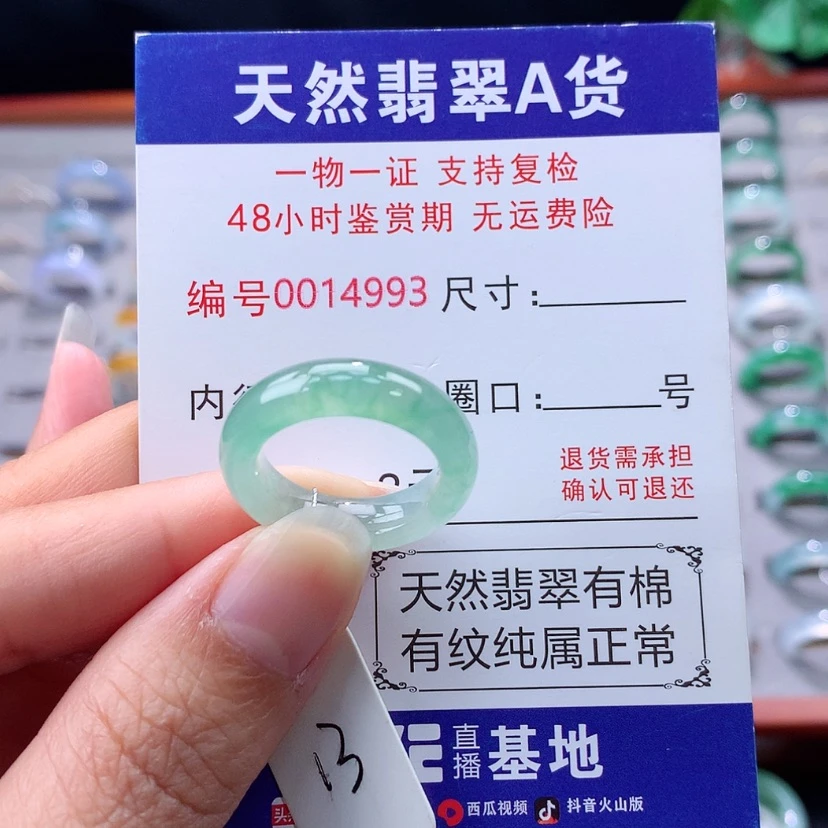 天然翡翠A货
一物一证 支持复检
48小时鉴赏期 无运费险
编号0014993 尺寸:
内 圈口: 号
退货需承担
确认可退还
天然翡翠有棉
有纹纯属正常
直播基地
西瓜视频 抖音火山版
13